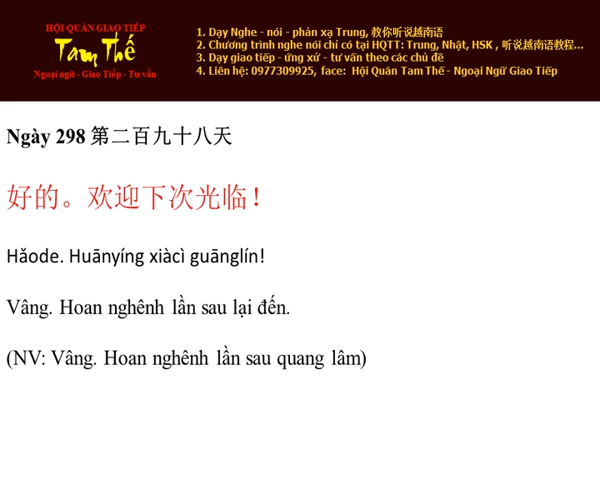 HỘI QUÁN GIAO TIẾP
Tam Thế
Ngoại ngữ - Giao Tiếp - Tư vấn
1. Dạy Nghe - nói - phản xạ Trung, 教你听说越南语
2. Chương trình nghe nói chỉ có tại HQTT: Trung, Nhật, HSK , 听说越南语教程...
3. Dạy giao tiếp - ứng xử - tư vấn theo các chủ đề
4. Liên hệ: 0977309925, face: Hội Quán Tam Thế - Ngoại Ngữ Giao Tiếp
Ngày 298 第二百九十八天
好的。欢迎下次光临！
Hǎode. Huānyíng xiàcì guānglín!
Vâng. Hoan nghênh lần sau lại đến.
(NV: Vâng. Hoan nghênh lần sau quang lâm)